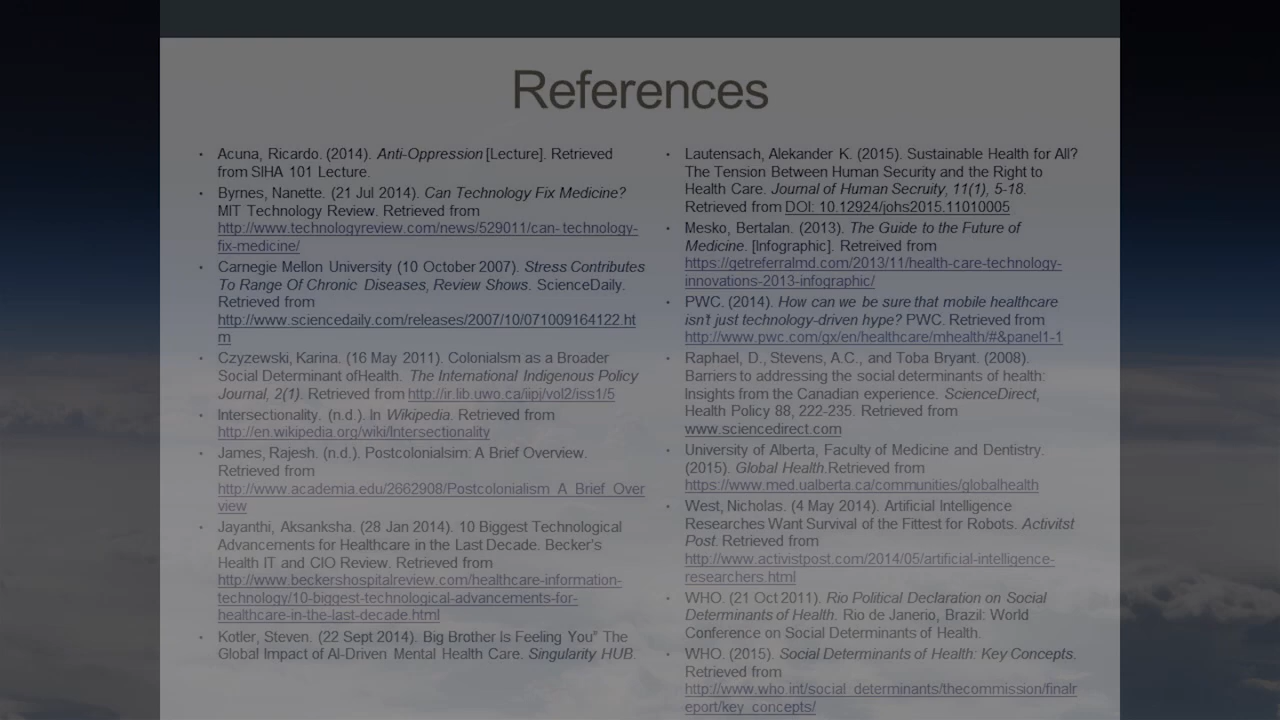 References
Acuna, Ricardo. (2014). Anti-Oppression [Lecture]. Retrieved
from SIHA 101 Lecture.
Byrnes, Nanette. (21 Jul 2014). Can Technology Fix Medicine?
MIT Technology Review. Retrieved from
http://www.technologyreview.com/news/529011/can-technology-
fix-medicine/
Carnegie Mellon University (10 October 2007). Stress Contributes
To Range Of Chronic Diseases, Review Shows. ScienceDaily.
Retrieved from
http://www.sciencedaily.com/releases/2007/10/071009164122.ht
m
Czyzewski, Karina. (16 May 2011). Colonialsm as a Broader
Social Determinant ofHealth. The International Indigenous Policy
Journal, 2(1). Retrieved from http://ir.lib.uwo.ca/iipj/vol2/iss1/5
Intersectionality. (n.d.). In Wikipedia. Retrieved from
http://en.wikipedia.org/wiki/Intersectionality
James, Rajesh. (n.d.). Postcolonialsim: A Brief Overview.
Retrieved from
http://www.academia.edu/2662908/Postcolonialism_A_Brief_Over
view
Jayanthi, Aksanksha. (28 Jan 2014). 10 Biggest Technological
Advancements for Healthcare in the Last Decade. Becker's
Health IT and CIO Review. Retrieved from
http://www.beckershospitalreview.com/healthcare-information-
technology/10-biggest-technological-advancements-for-
healthcare-in-the-last-decade.html
Kotler, Steven. (22 Sept 2014). Big Brother Is Feeling You" The
Global Impact of AI-Driven Mental Health Care. Singularity HUB.
Lautensach, Alekander K. (2015). Sustainable Health for All?
The Tension Between Human Security and the Right to
Health Care. Journal of Human Secruity, 11(1), 5-18.
Retrieved from DOI: 10.12924/johs2015.11010005
Mesko, Bertalan. (2013). The Guide to the Future of
Medicine. [Infographic]. Retreived from
https://getreferralmd.com/2013/11/health-care-technology-
innovations-2013-infographic/
PWC. (2014). How can we be sure that mobile healthcare
isn't just technology-driven hype? PWC. Retrieved from
http://www.pwc.com/gx/en/healthcare/mhealth/#&panel1-1
Raphael, D., Stevens, A.C., and Toba Bryant. (2008).
Barriers to addressing the social determinants of health:
Insights from the Canadian experience. ScienceDirect,
Health Policy 88, 222-235. Retrieved from
www.sciencedirect.com
University of Alberta, Faculty of Medicine and Dentistry.
(2015). Global Health.Retrieved from
https://www.med.ualberta.ca/communities/globalhealth
West, Nicholas. (4 May 2014). Artificial Intelligence
Researches Want Survival of the Fittest for Robots. Activitst
Post. Retrieved from
http://www.activistpost.com/2014/05/artificial-intelligence-
researchers.html
WHO. (21 Oct 2011). Rio Political Declaration on Social
Determinants of Health. Rio de Janerio, Brazil: World
Conference on Social Determinants of Health.
WHO. (2015). Social Determinants of Health: Key Concepts.
Retrieved from
http://www.who.int/social_determinants/thecommission/finalr
eport/key_concepts/